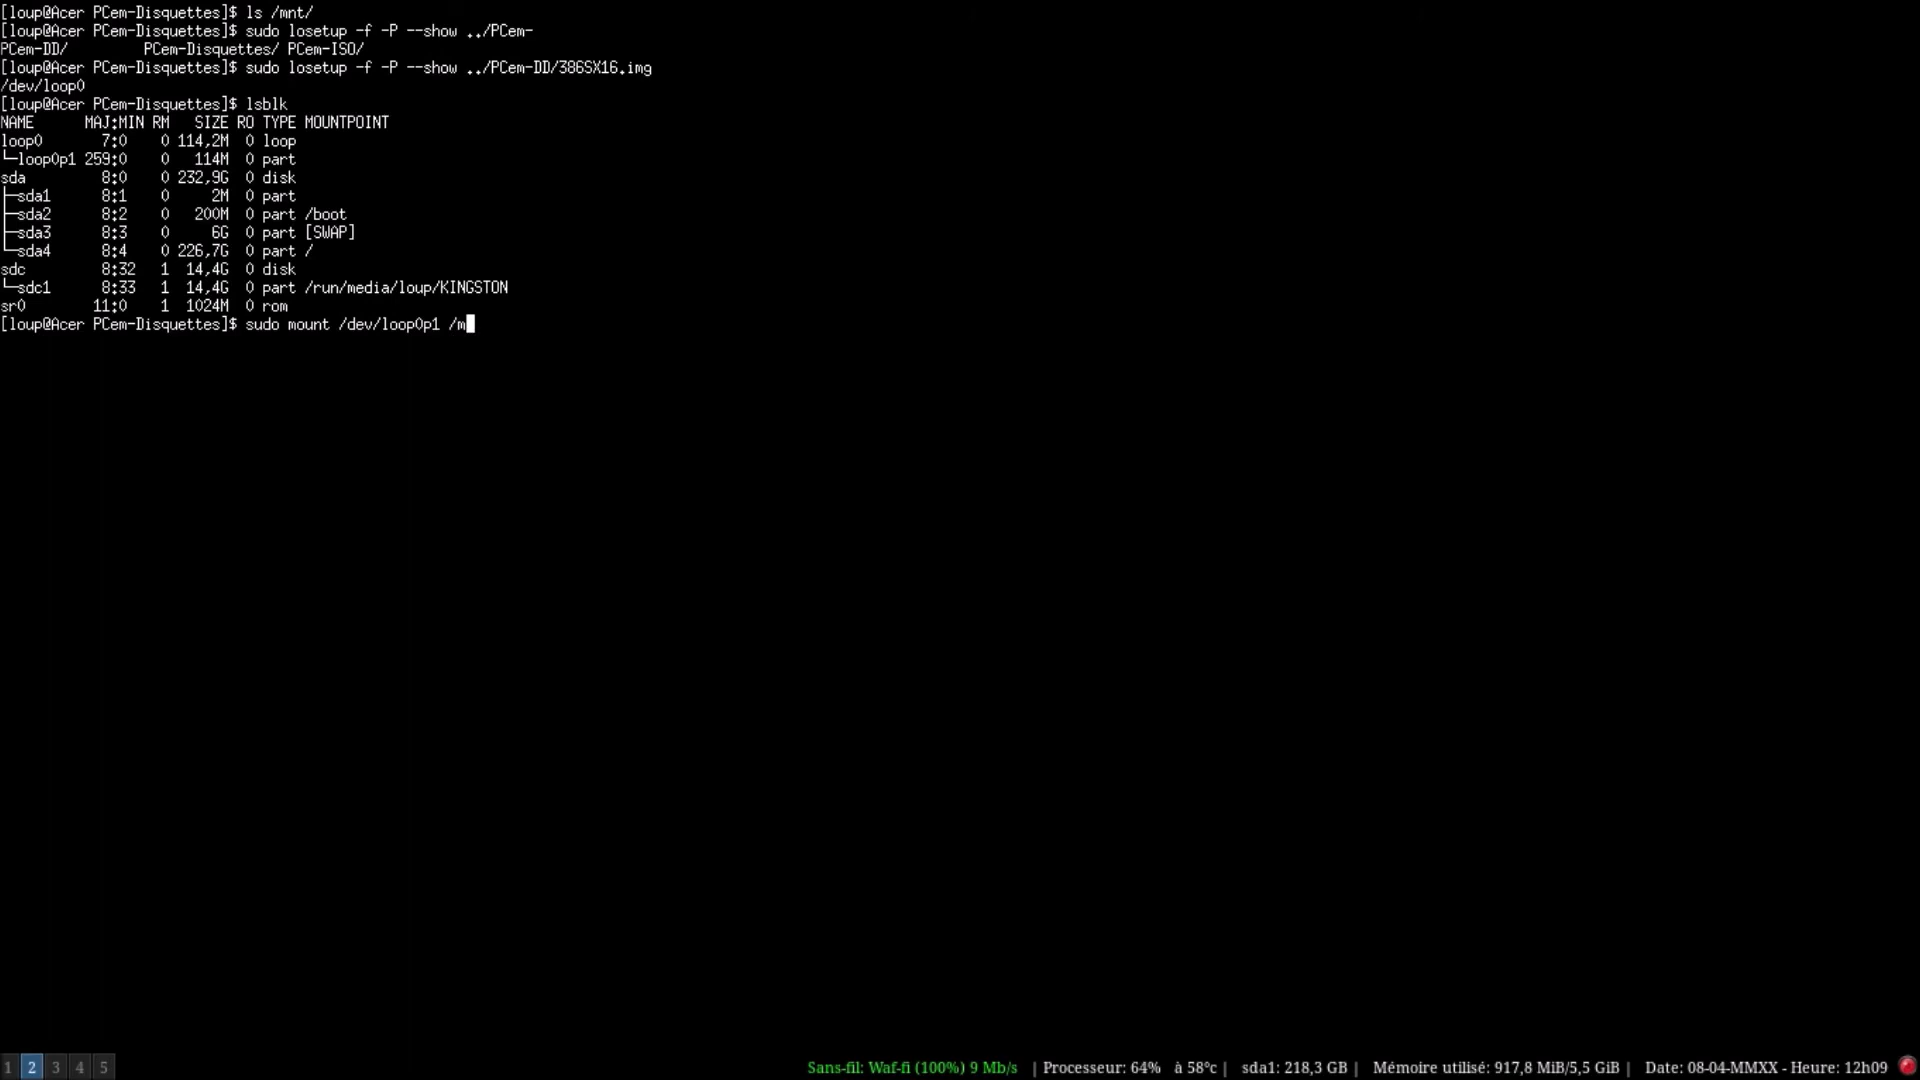 [loup@Acer PCem-Disquettes]$ ls /mnt/
[loup@Acer PCem-Disquettes]$ sudo losetup -f -P --show ../PCem-
PCem-DD/         PCem-Disquettes/ PCem-ISO/
[loup@Acer PCem-Disquettes]$ sudo losetup -f -P --show ../PCem-DD/386SX16.img
/dev/loop0
[loup@Acer PCem-Disquettes]$ lsblk
NAME      MAJ:MIN RM   SIZE RO TYPE MOUNTPOINT
loop0       7:0    0 114,2M  0 loop
└─loop0p1 259:0    0   114M  0 part
sda         8:0    0 232,9G  0 disk
├─sda1      8:1    0     2M  0 part
├─sda2      8:2    0   200M  0 part /boot
├─sda3      8:3    0     6G  0 part [SWAP]
└─sda4      8:4    0 226,7G  0 part /
sdc         8:32   1  14,4G  0 disk
└─sdc1      8:33   1  14,4G  0 part /run/media/loup/KINGSTON
sr0        11:0    1  1024M  0 rom
[loup@Acer PCem-Disquettes]$ sudo mount /dev/loop0p1 /m
1 2 3 4 5 Sans-fil: Waf-fi (100%) 9 Mb/s | Processeur: 64% à 58°c | sda1: 218,3 GB | Mémoire utilisé: 917,8 MiB/5,5 GiB | Date: 08-04-MMXX - Heure: 12h09